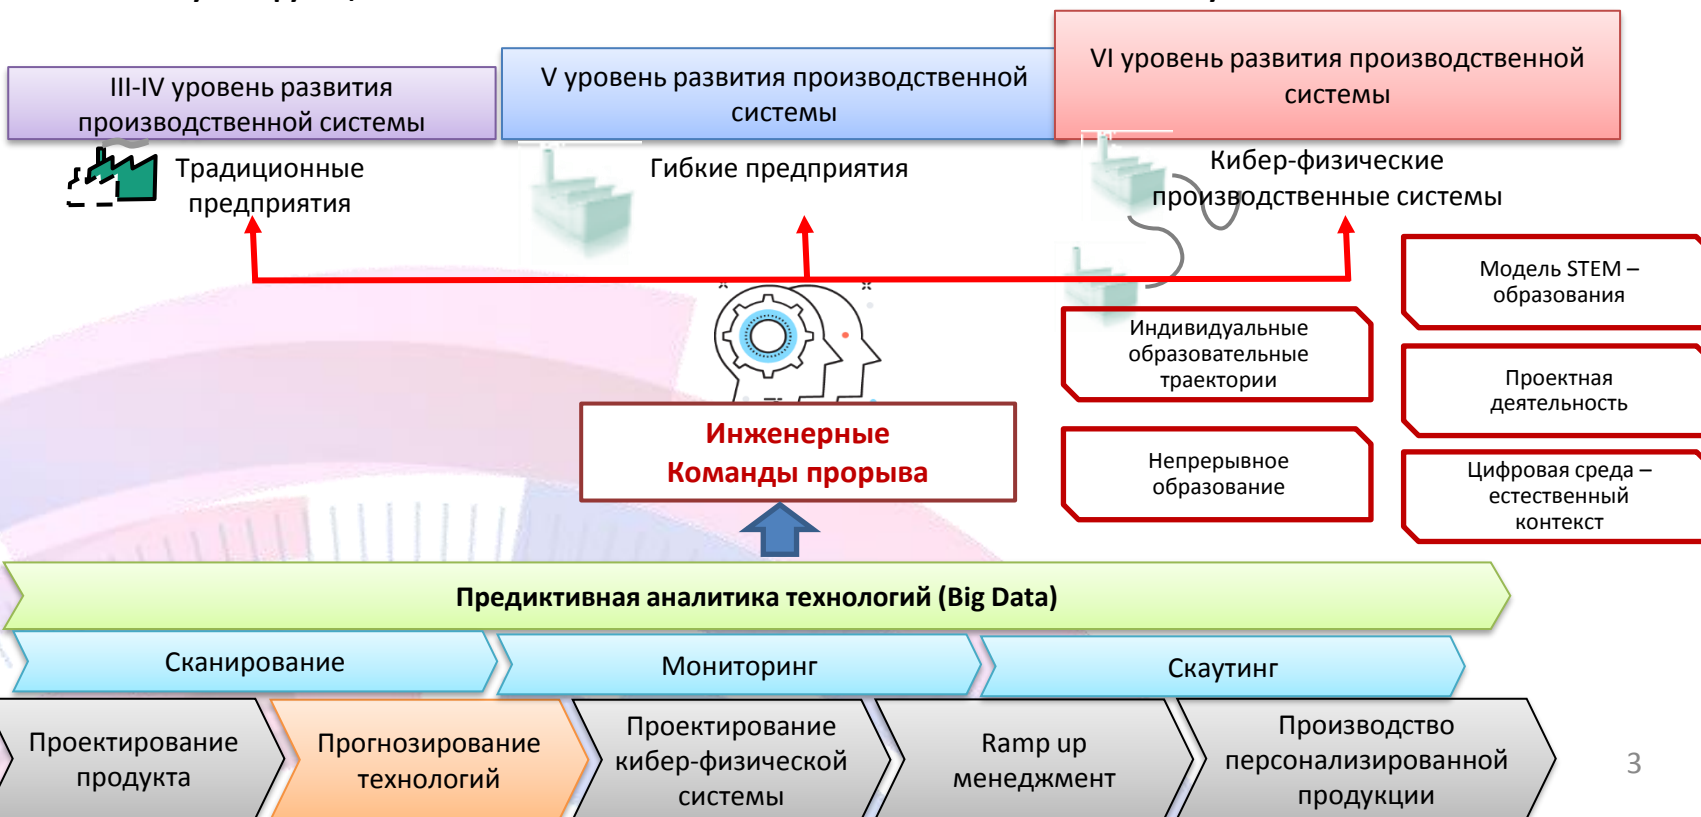 III-IV уровень развития
производственной системы
V уровень развития производственной
системы
VI уровень развития производственной
системы
Традиционные
предприятия
Гибкие предприятия
Кибер-физические
производственные системы
Модель STEM –
образования
Индивидуальные
образовательные
траектории
Проектная
деятельность
Инженерные
Команды прорыва
Непрерывное
образование
Цифровая среда –
естественный
контекст
Предиктивная аналитика технологий (Big Data)
Сканирование
Мониторинг
Скаутинг
Проектирование
продукта
Прогнозирование
технологий
Проектирование
кибер-физической
системы
Ramp up
менеджмент
Производство
персонализированной
продукции
3